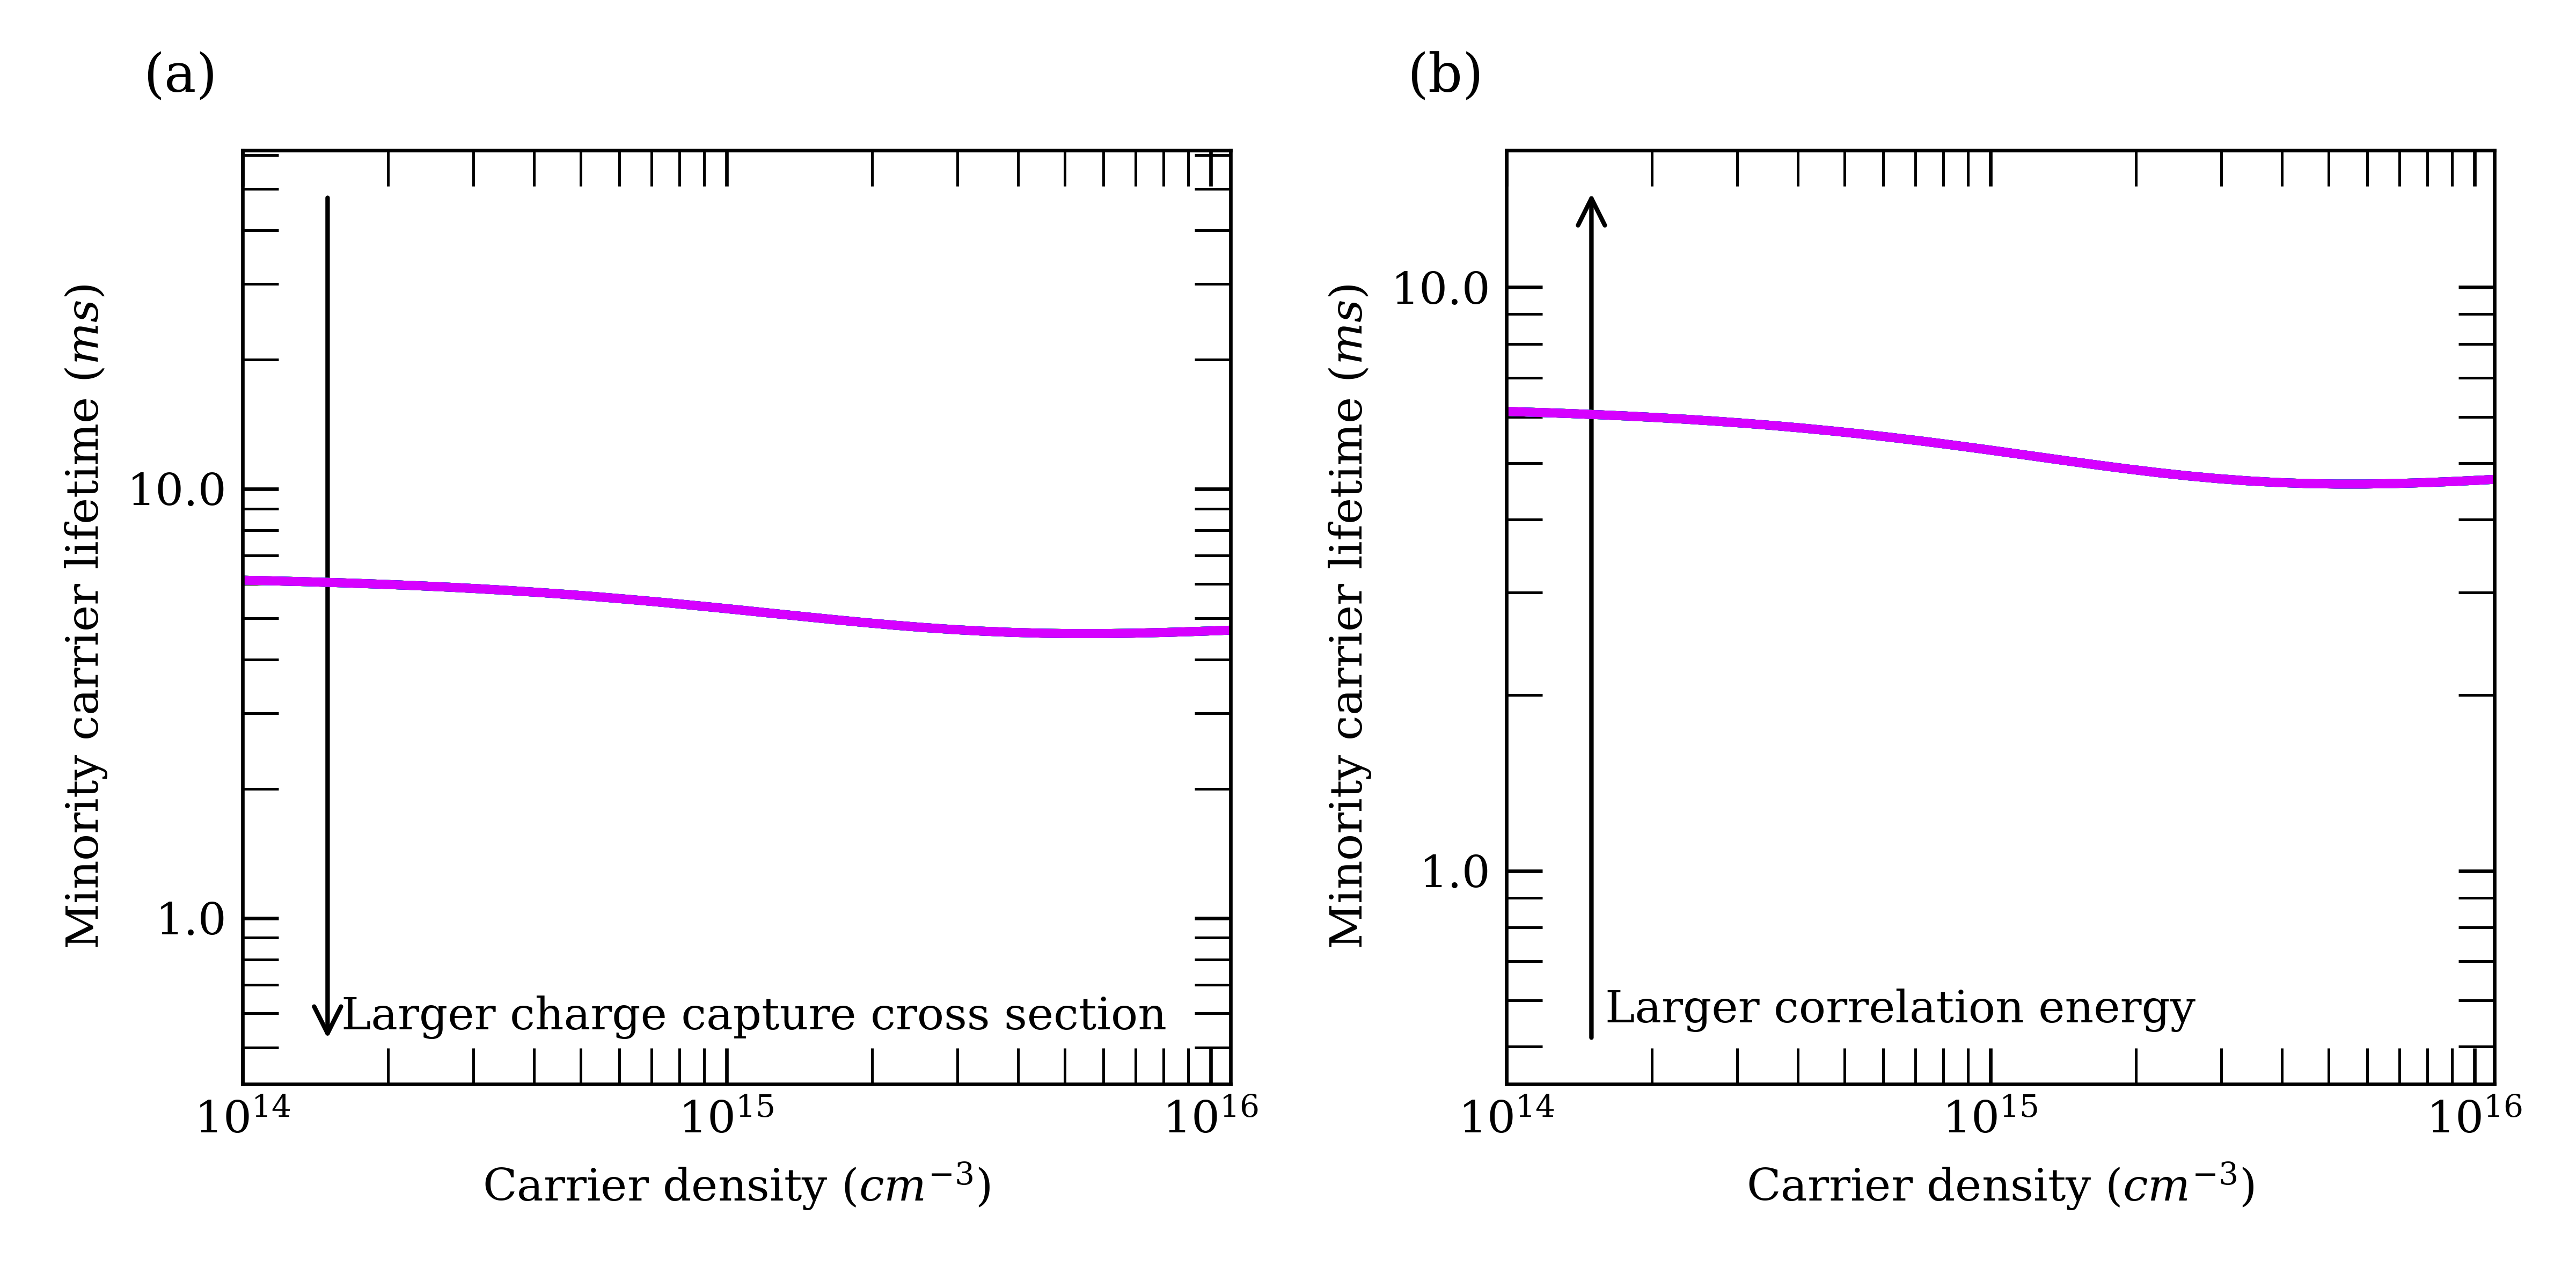 (a)
Minority carrier lifetime (ms)
10.0
1.0
Larger charge capture cross section
10^14
10^15
10^16
Carrier density (cm^−3)
(b)
Minority carrier lifetime (ms)
10.0
1.0
Larger correlation energy
10^14
10^15
10^16
Carrier density (cm^−3)